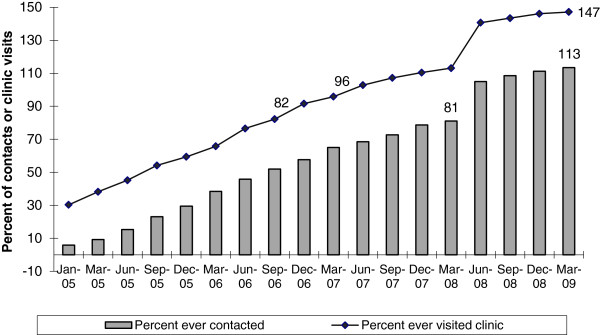 Percent of contacts or clinic visits
150
130
110
90
70
50
30
10
-10
82
96
81
147
113
Jan-05
Mar-05
Jun-05
Sep-05
Dec-05
Mar-06
Jun-06
Sep-06
Dec-06
Mar-07
Jun-07
Sep-07
Dec-07
Mar-08
Jun-08
Sep-08
Dec-08
Mar-09
Percent ever contacted
Percent ever visited clinic